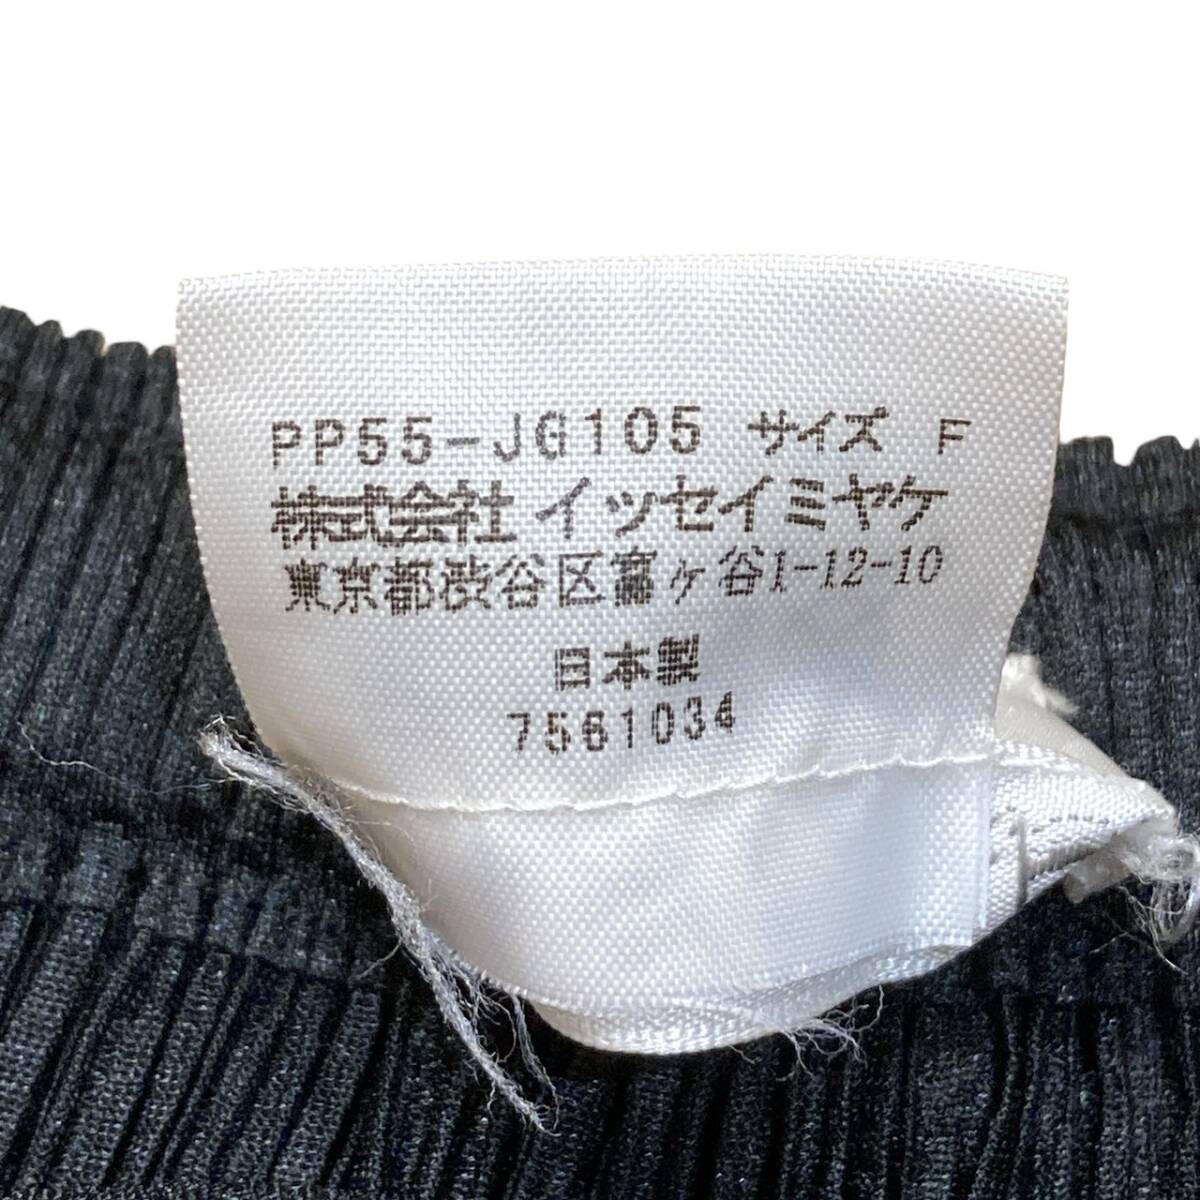 PP55-JG105 サイズ F
株式会社イッセイミヤケ
東京都渋谷区富ヶ谷1-12-10
日本製
7561034